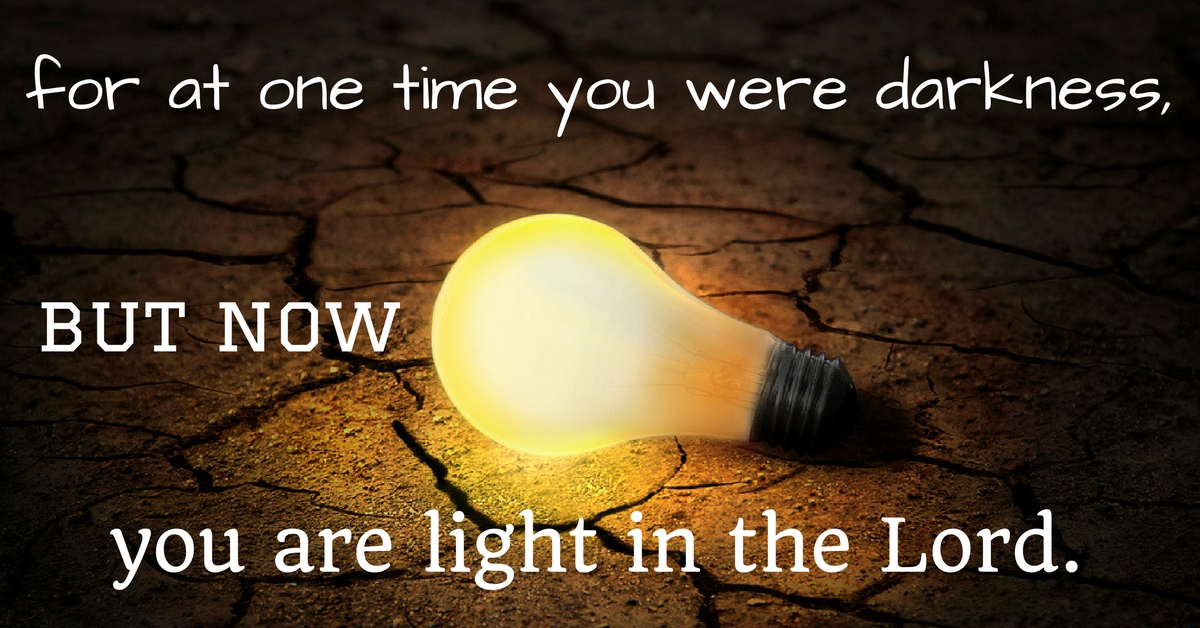 for at one time you were darkness,
BUT NOW
you are light in the Lord.